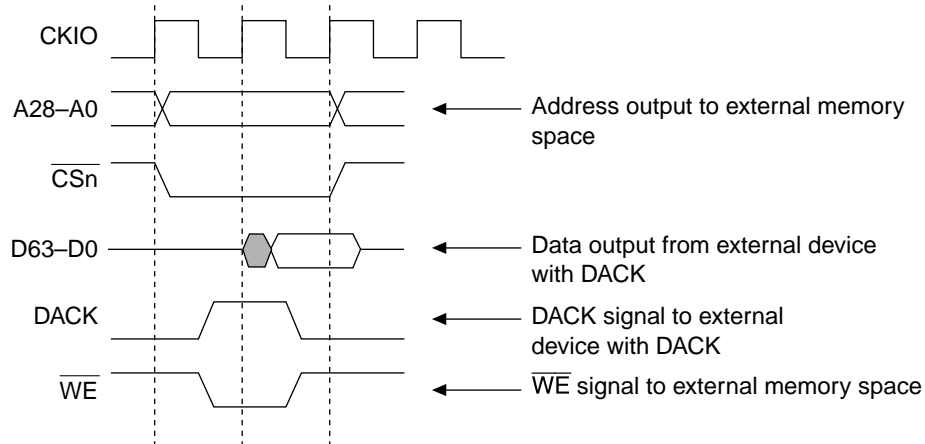 CKIO
A28–A0
Address output to external memory
space
CSn
D63–D0
Data output from external device
with DACK
DACK
DACK signal to external
device with DACK
WE
WE signal to external memory space